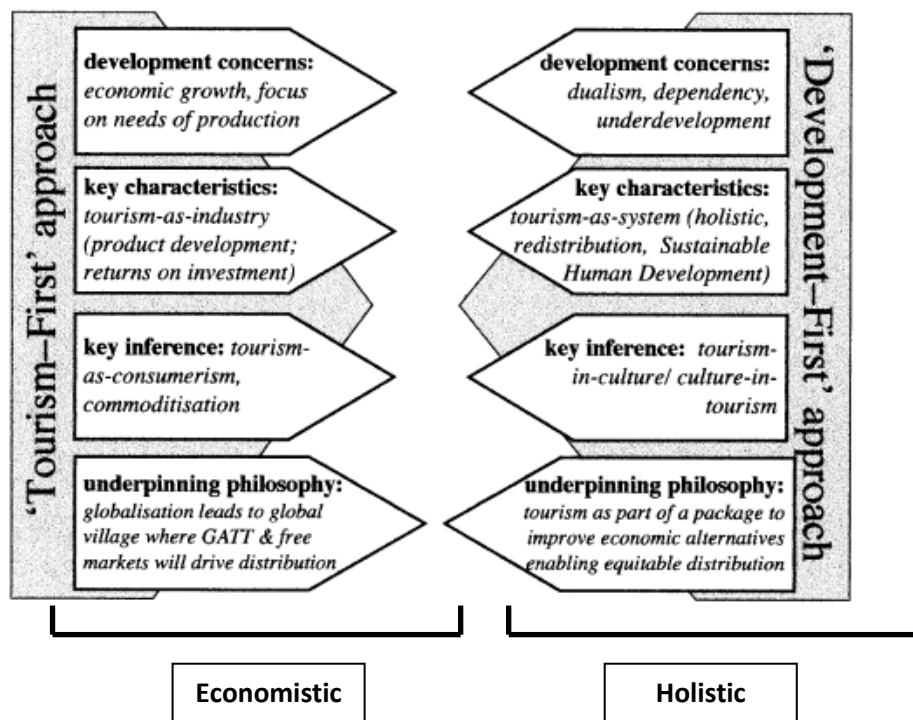 'Tourism–First' approach
development concerns:
economic growth, focus
on needs of production
key characteristics:
tourism-as-industry
(product development;
returns on investment)
key inference: tourism-
as-consumerism,
commoditisation
underpinning philosophy:
globalisation leads to global
village where GATT & free
markets will drive distribution
development concerns:
dualism, dependency,
underdevelopment
key characteristics:
tourism-as-system (holistic,
redistribution, Sustainable
Human Development)
key inference: tourism-
in-culture/ culture-in-
tourism
underpinning philosophy:
tourism as part of a package to
improve economic alternatives
enabling equitable distribution
'Development–First' approach
Economistic
Holistic